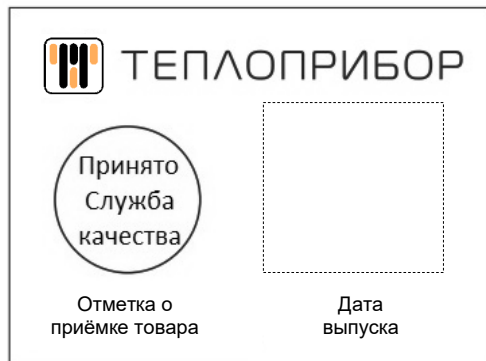 ТЕПЛОПРИБОР
Принято
Служба
качества
Отметка о
приёмке товара
Дата
выпуска